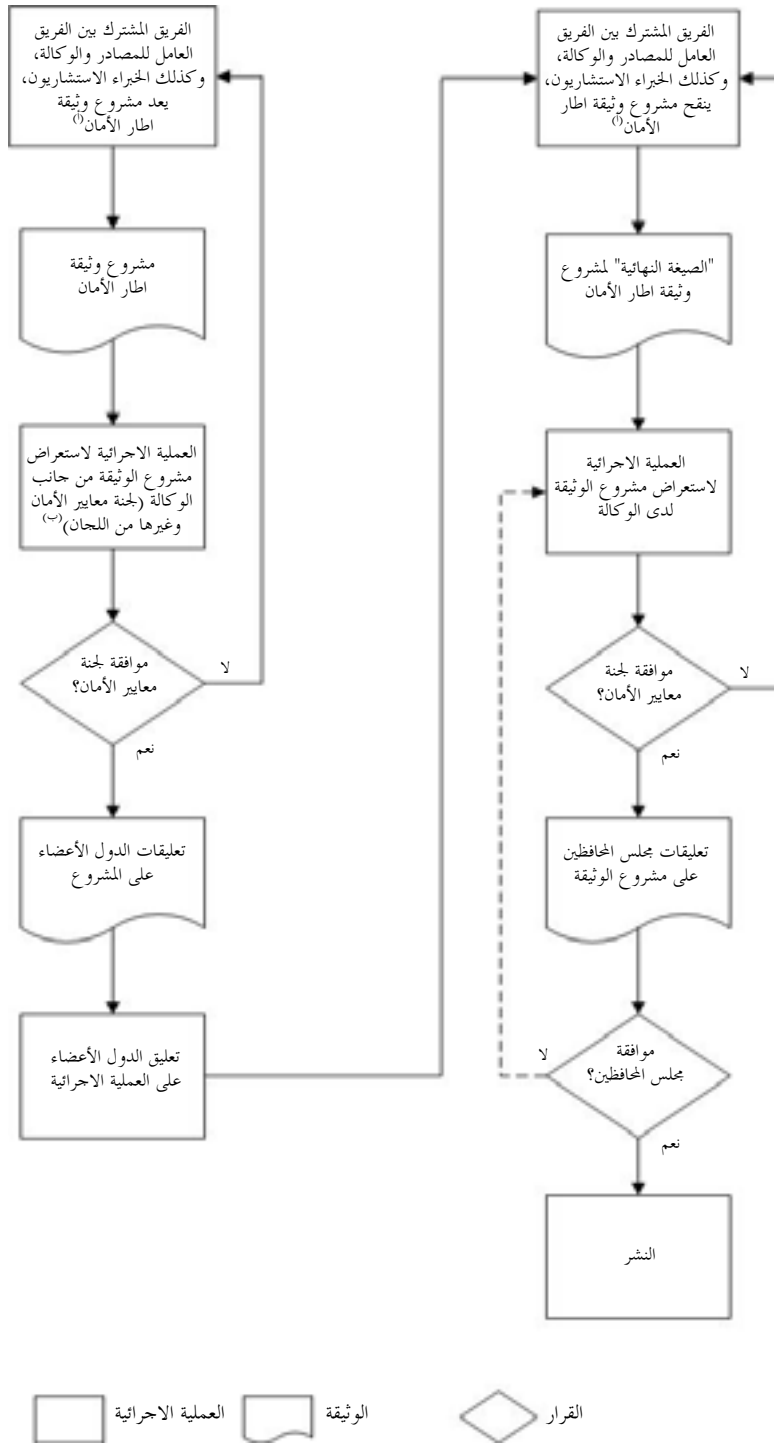 الفريق المشترك بين الفريق
العامل للمصادر والوكالة،
وكذلك الخبراء الاستشاريون،
يعد مشروع وثيقة
اطار الأمان(أ)
مشروع وثيقة
اطار الأمان
العملية الاجرائية لاستعراض
مشروع الوثيقة من جانب
الوكالة (لجنة معايير الأمان
وغيرها من اللجان)(ب)
موافقة لجنة
معايير الأمان؟
لا
نعم
تعليقات الدول الأعضاء
على المشروع
تعليق الدول الأعضاء
على العملية الاجرائية
الفريق المشترك بين الفريق
العامل للمصادر والوكالة،
وكذلك الخبراء الاستشاريون،
ينقح مشروع وثيقة اطار
الأمان(أ)
"الصيغة النهائية" لمشروع
وثيقة اطار الأمان
العملية الاجرائية
لاستعراض مشروع الوثيقة
لدى الوكالة
موافقة لجنة
معايير الأمان؟
لا
نعم
تعليقات مجلس المحافظين
على مشروع الوثيقة
موافقة
مجلس المحافظين؟
لا
نعم
النشر
القرار
الوثيقة
العملية الاجرائية